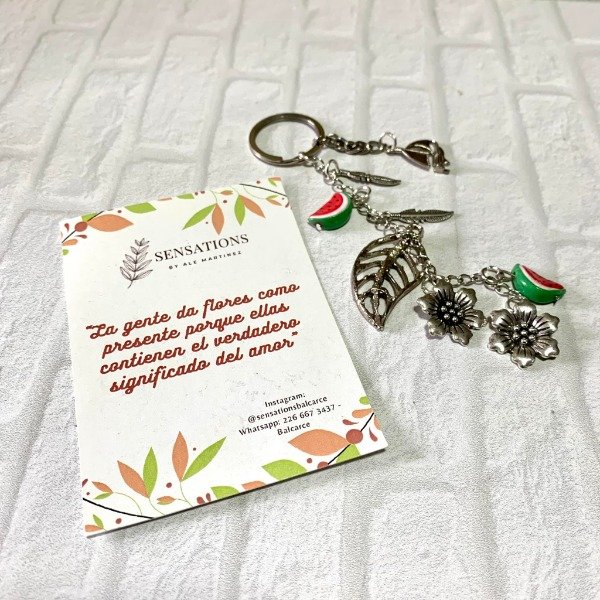 SENSATIONS
BY ALE MARTINEZ
"La gente da flores como
presente porque ellas
contienen el verdadero
significado del amor"
Instagram:
@sensationsbalcarce
Whatsapp: 226 667 3437 -
Balcarce